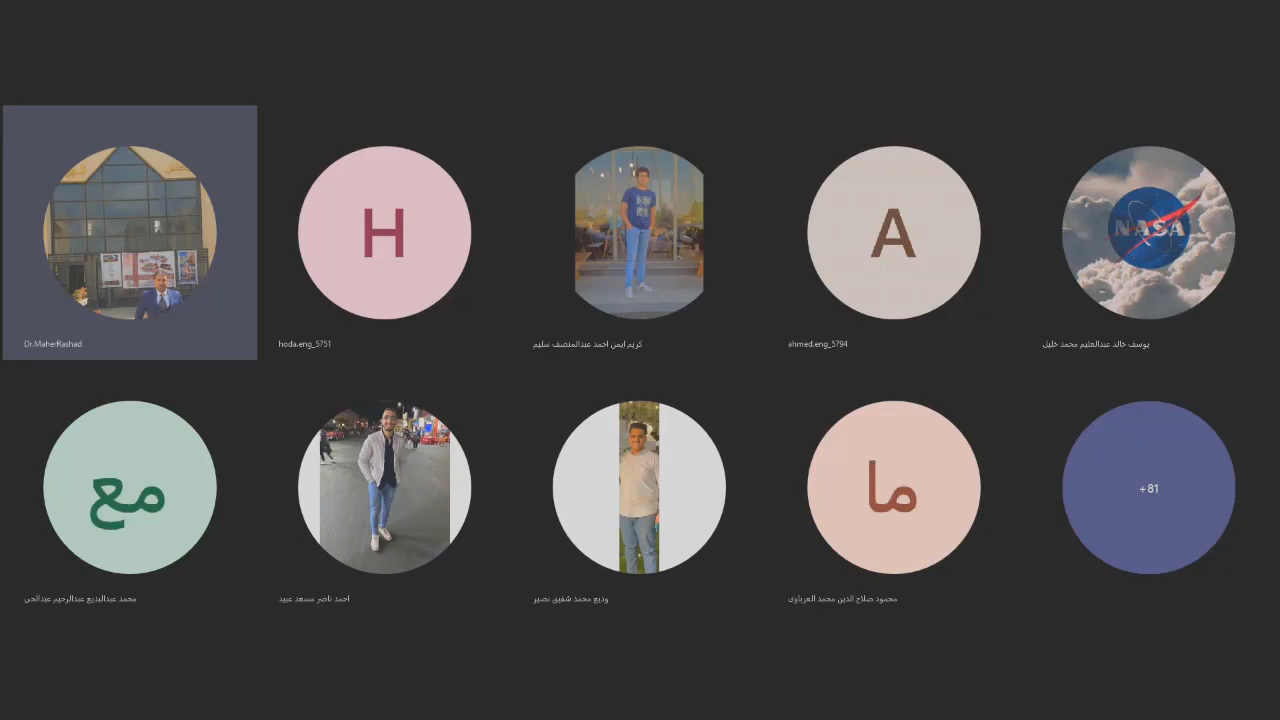 H
A
NASA
Dr.MaherRashad
hoda.eng_5751
كريم ايمن احمد عبدالمنصف سليم
ahmed.eng_5794
يوسف خالد عبدالعليم محمد خليل
مع
ما
+81
محمد عبدالبديع عبدالرحيم عبدالحى
احمد ناصر مسعد عبيد
وديع محمد شفيق نصير
محمود صلاح الدين محمد العرباوى